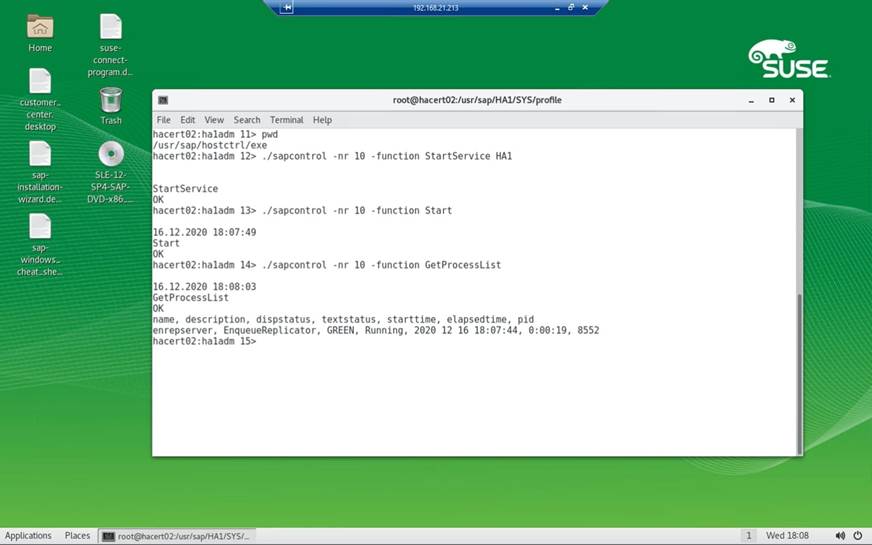 192.168.21.213
Home
suse-
connect-
program.d...
customer_
center.
desktop
Trash
sap-
installation-
wizard.de...
SLE-12-
SP4-SAP-
DVD-x86_...
sap-
windows_
cheat_she...
SUSE
root@hacert02:/usr/sap/HA1/SYS/profile
File Edit View Search Terminal Help
hacert02:ha1adm 11> pwd
/usr/sap/hostctrl/exe
hacert02:ha1adm 12> ./sapcontrol -nr 10 -function StartService HA1
StartService
OK
hacert02:ha1adm 13> ./sapcontrol -nr 10 -function Start
16.12.2020 18:07:49
Start
OK
hacert02:ha1adm 14> ./sapcontrol -nr 10 -function GetProcessList
16.12.2020 18:08:03
GetProcessList
OK
name, description, dispstatus, textstatus, starttime, elapsedtime, pid
enrepserver, EnqueueReplicator, GREEN, Running, 2020 12 16 18:07:44, 0:00:19, 8552
hacert02:ha1adm 15>
Applications Places root@hacert02:/usr/sap/HA1/SYS/... 1 Wed 18:08